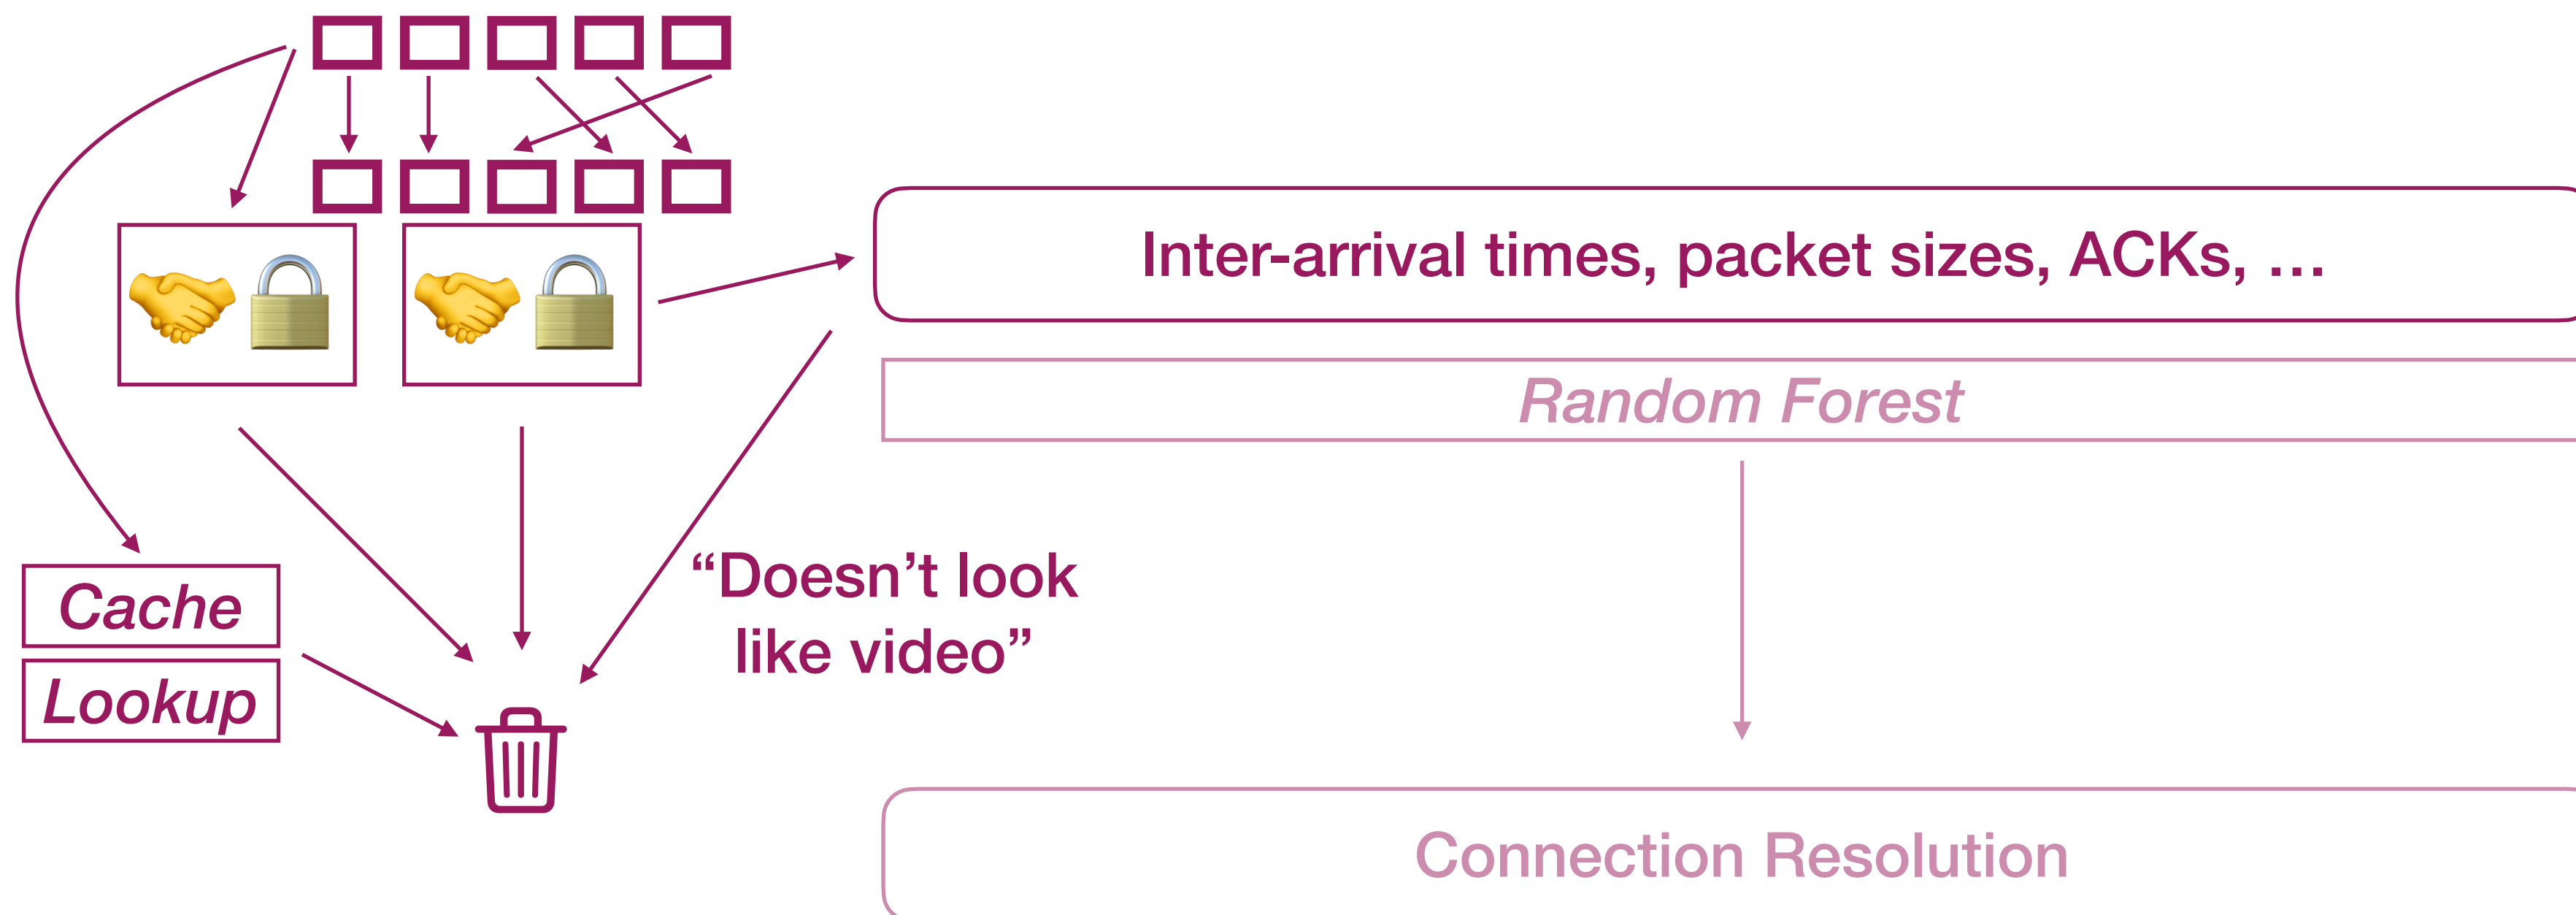 Inter-arrival times, packet sizes, ACKs, ...
Random Forest
“Doesn’t look
like video”
Cache
Lookup
Connection Resolution